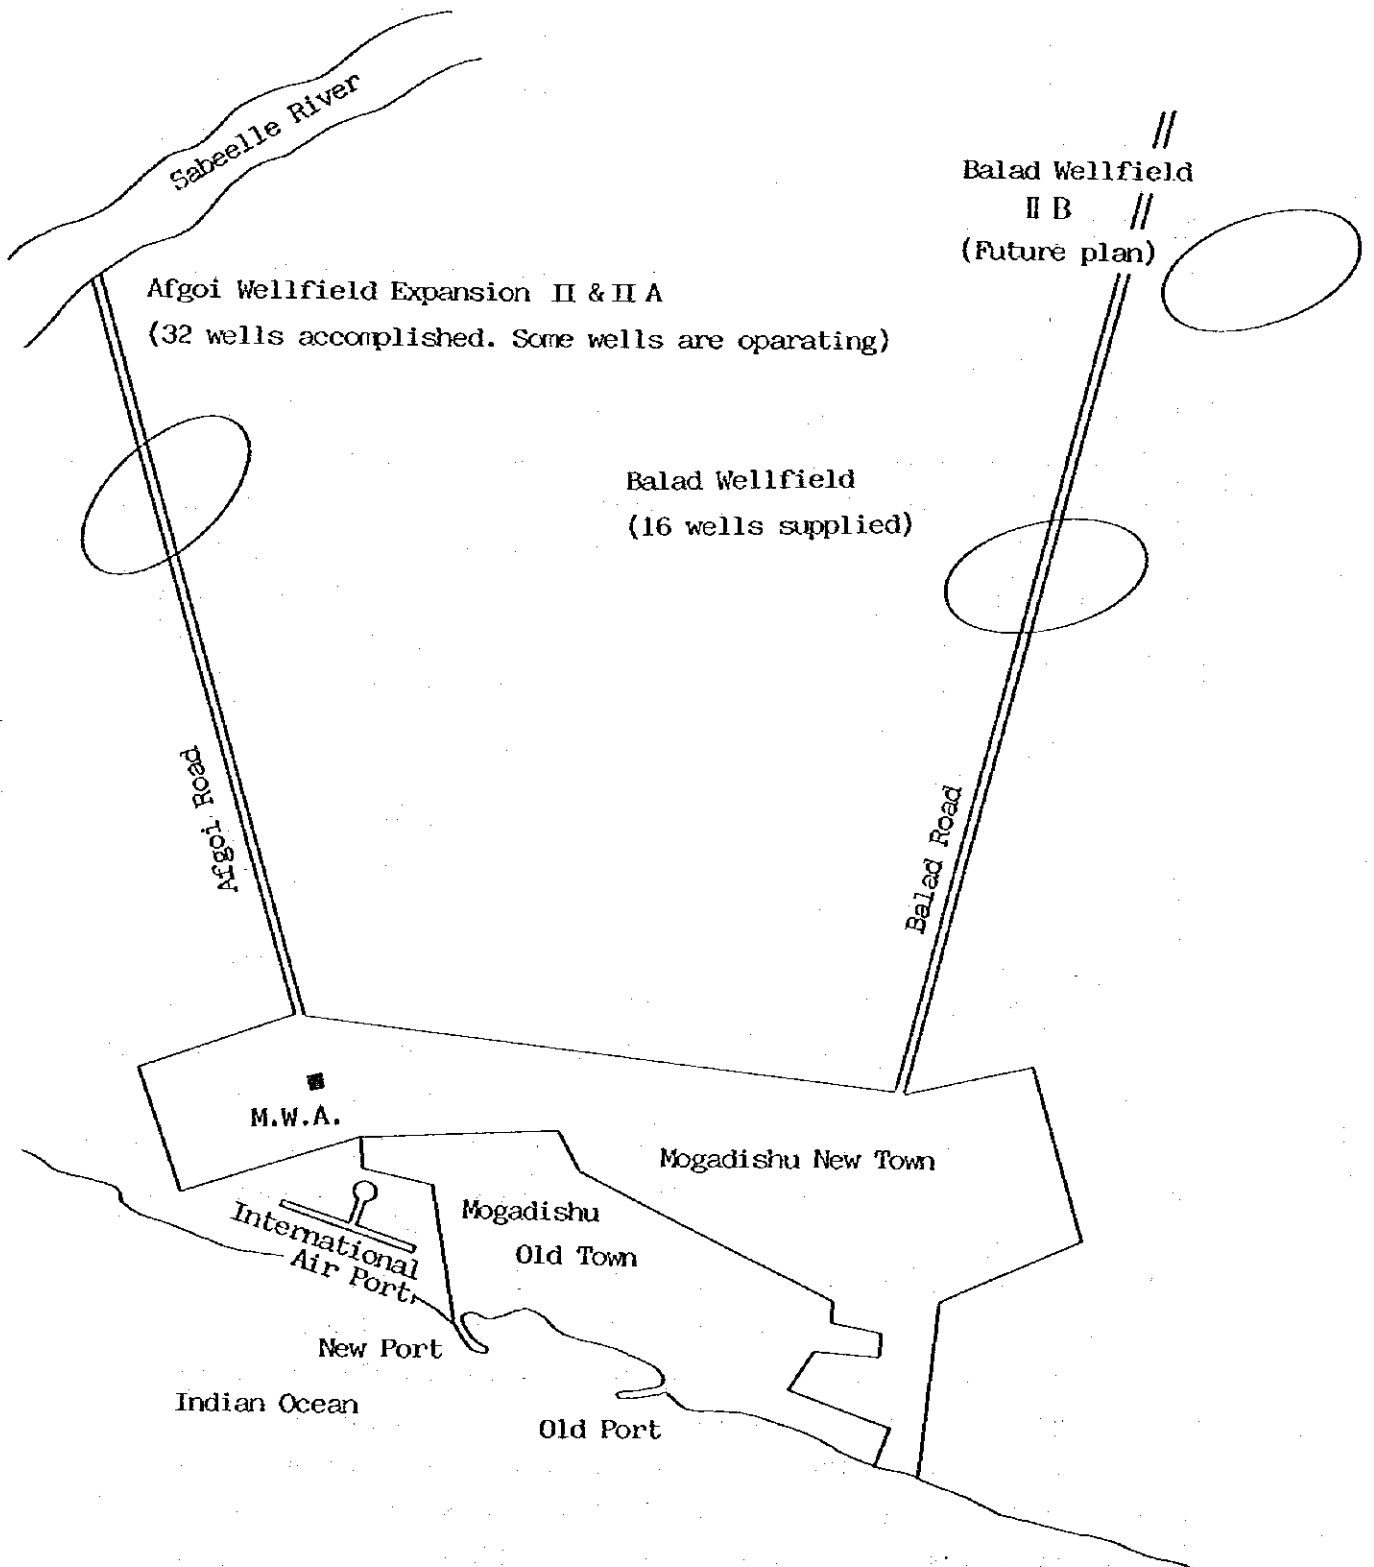 Sabeelle River
Balad Wellfield
Ⅱ B
(Future plan)
Afgoi Wellfield Expansion Ⅱ & Ⅱ A
(32 wells accomplished. Some wells are oparating)
Balad Wellfield
(16 wells supplied)
Afgoi Road
Balad Road
M.W.A.
Mogadishu New Town
Mogadishu
Old Town
International
Air Port
New Port
Indian Ocean
Old Port